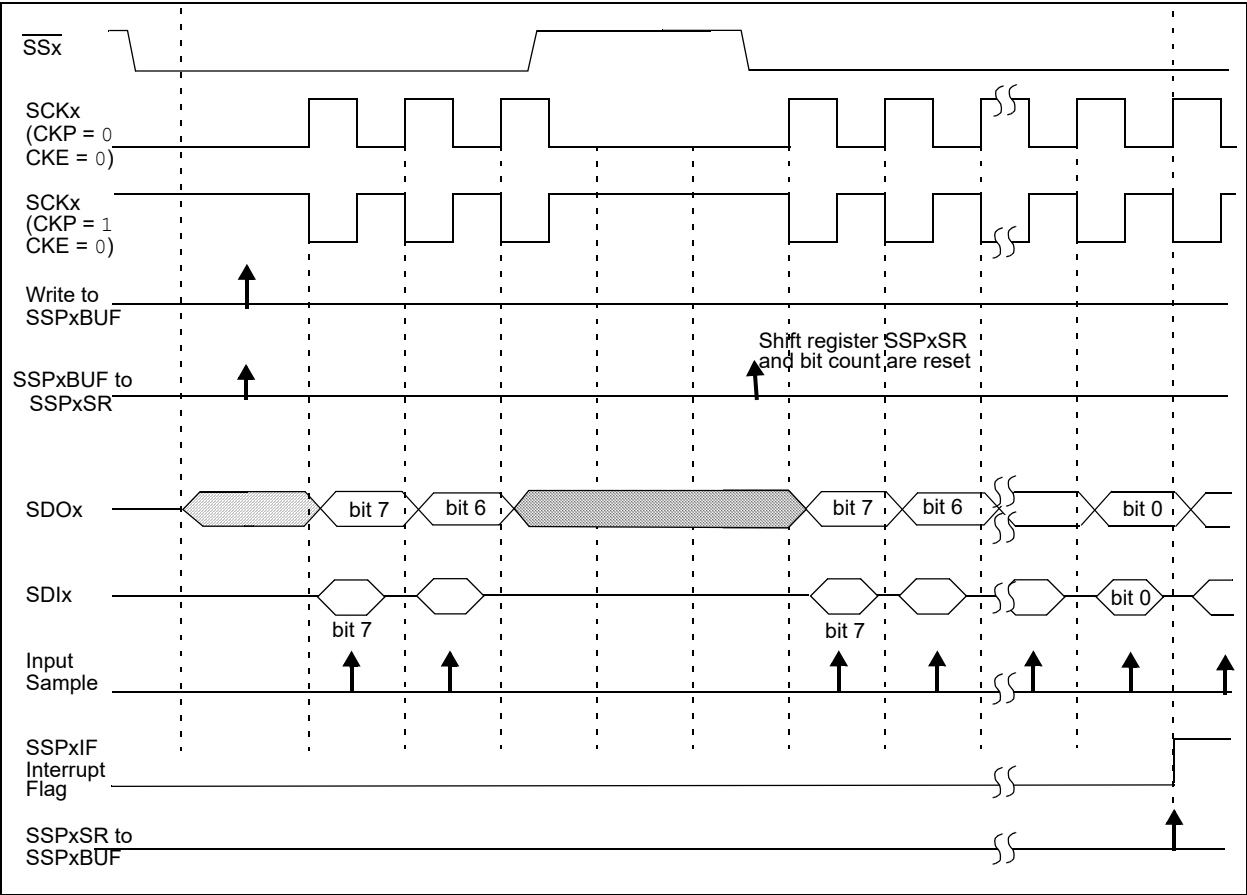 SSx
SCKx
(CKP = 0
CKE = 0)
SCKx
(CKP = 1
CKE = 0)
Write to
SSPxBUF
Shift register SSPxSR
and bit count are reset
SSPxBUF to
SSPxSR
SDOx
bit 7
bit 6
bit 7
bit 6
bit 0
SDIx
bit 0
bit 7
bit 7
Input
Sample
SSPxIF
Interrupt
Flag
SSPxSR to
SSPxBUF